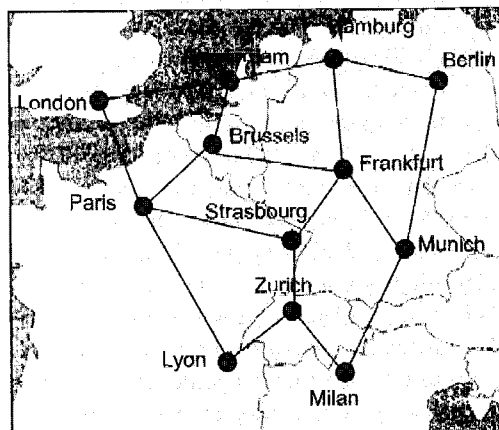 Hamburg
Berlin
London
Brussels
Frankfurt
Paris
Strasbourg
Munich
Zurich
Lyon
Milan